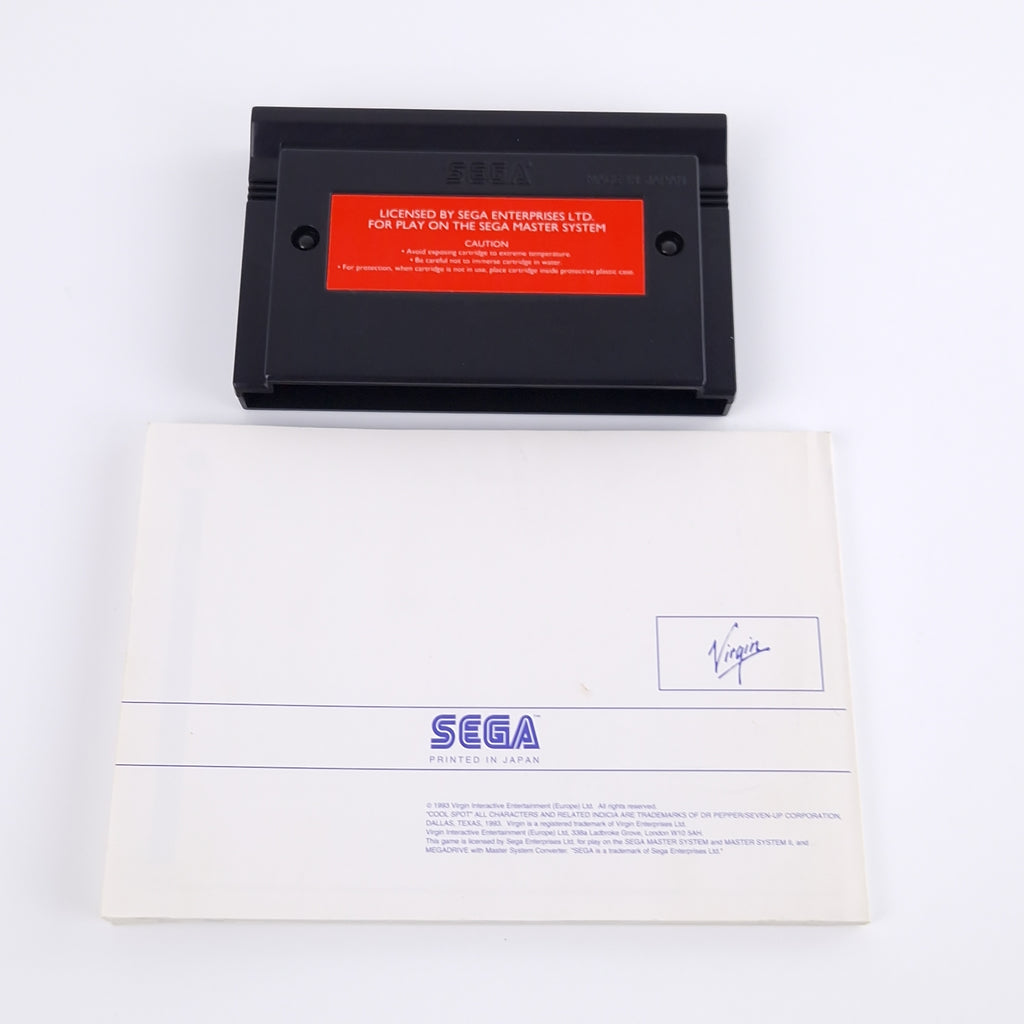 SEGA
MADE IN JAPAN
LICENSED BY SEGA ENTERPRISES LTD.
FOR PLAY ON THE SEGA MASTER SYSTEM
CAUTION
• Avoid exposing cartridge to extreme temperature.
• Be careful not to immerse cartridge in water.
• For protection, when cartridge is not in use, place cartridge inside protective plastic case.
Virgin
SEGA™
PRINTED IN JAPAN
© 1993 Virgin Interactive Entertainment (Europe) Ltd. All rights reserved.
"COOL SPOT" ALL CHARACTERS AND RELATED INDICIA ARE TRADEMARKS OF DR PEPPER/SEVEN-UP CORPORATION,
DALLAS, TEXAS, 1993. Virgin is a registered trademark of Virgin Enterprises Ltd.
Virgin Interactive Entertainment (Europe) Ltd, 338a Ladbroke Grove, London W10 5AH.
This game is licensed by Sega Enterprises Ltd, for play on the SEGA MASTER SYSTEM and MASTER SYSTEM II, and
MEGADRIVE with Master System Converter. "SEGA is a trademark of Sega Enterprises Ltd."